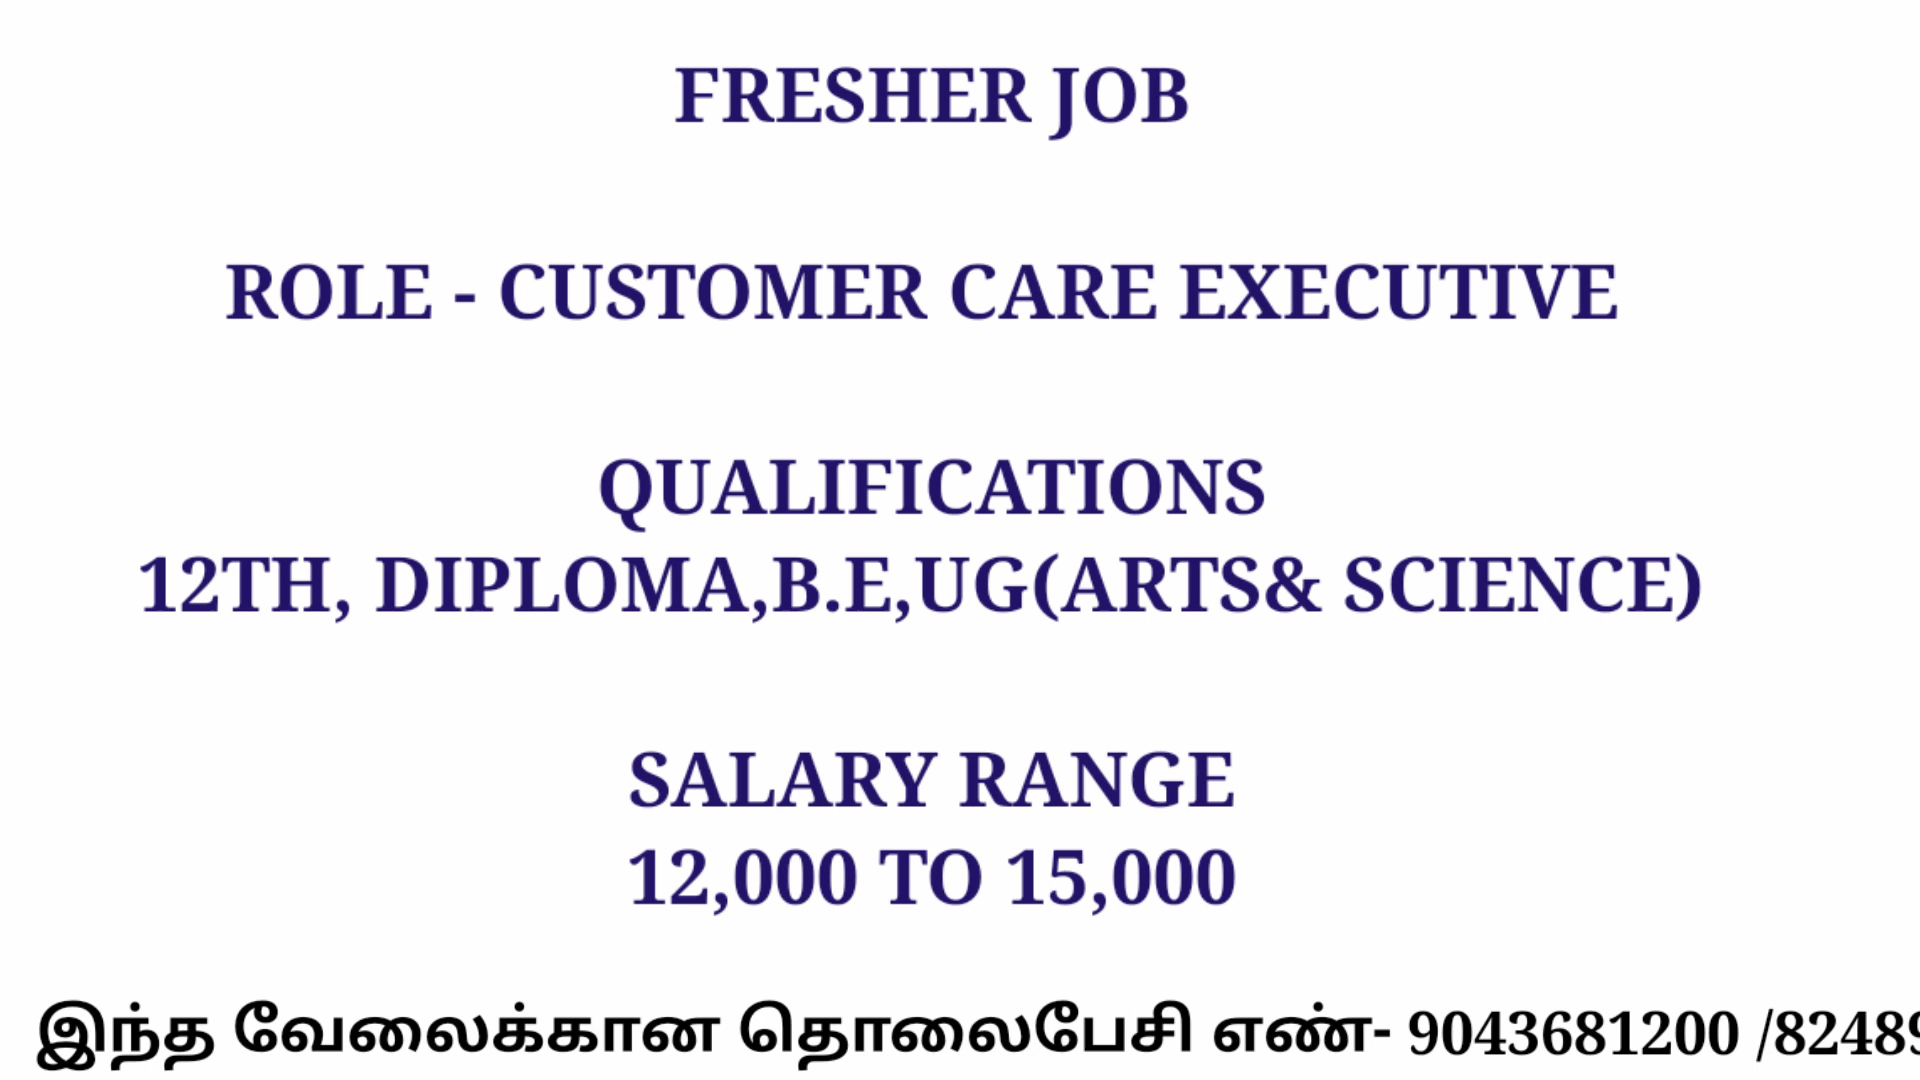 FRESHER JOB
ROLE - CUSTOMER CARE EXECUTIVE
QUALIFICATIONS
12TH, DIPLOMA,B.E,UG(ARTS& SCIENCE)
SALARY RANGE
12,000 TO 15,000
இந்த வேலைக்கான தொலைபேசி எண்- 9043681200 /8248